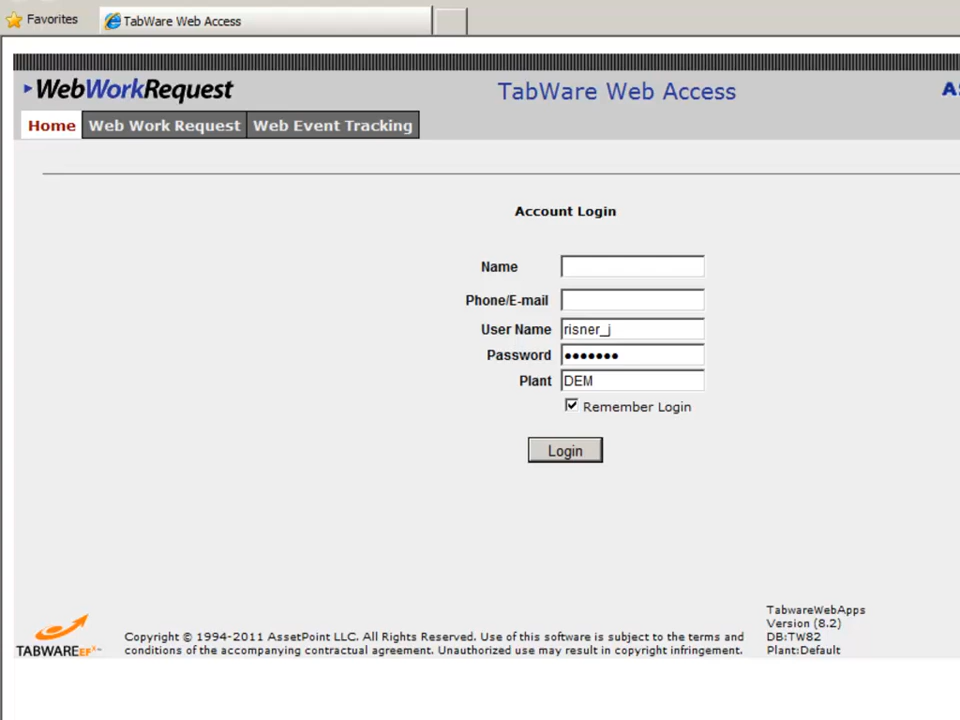 Favorites
TabWare Web Access
WebWorkRequest
TabWare Web Access
Home
Web Work Request
Web Event Tracking
Account Login
Name
Phone/E-mail
User Name risner_j
Password •••••••
Plant DEM
Remember Login
Login
TABWARE EF
Copyright © 1994-2011 AssetPoint LLC. All Rights Reserved. Use of this software is subject to the terms and
conditions of the accompanying contractual agreement. Unauthorized use may result in copyright infringement.
TabwareWebApps
Version (8.2)
DB:TW82
Plant:Default